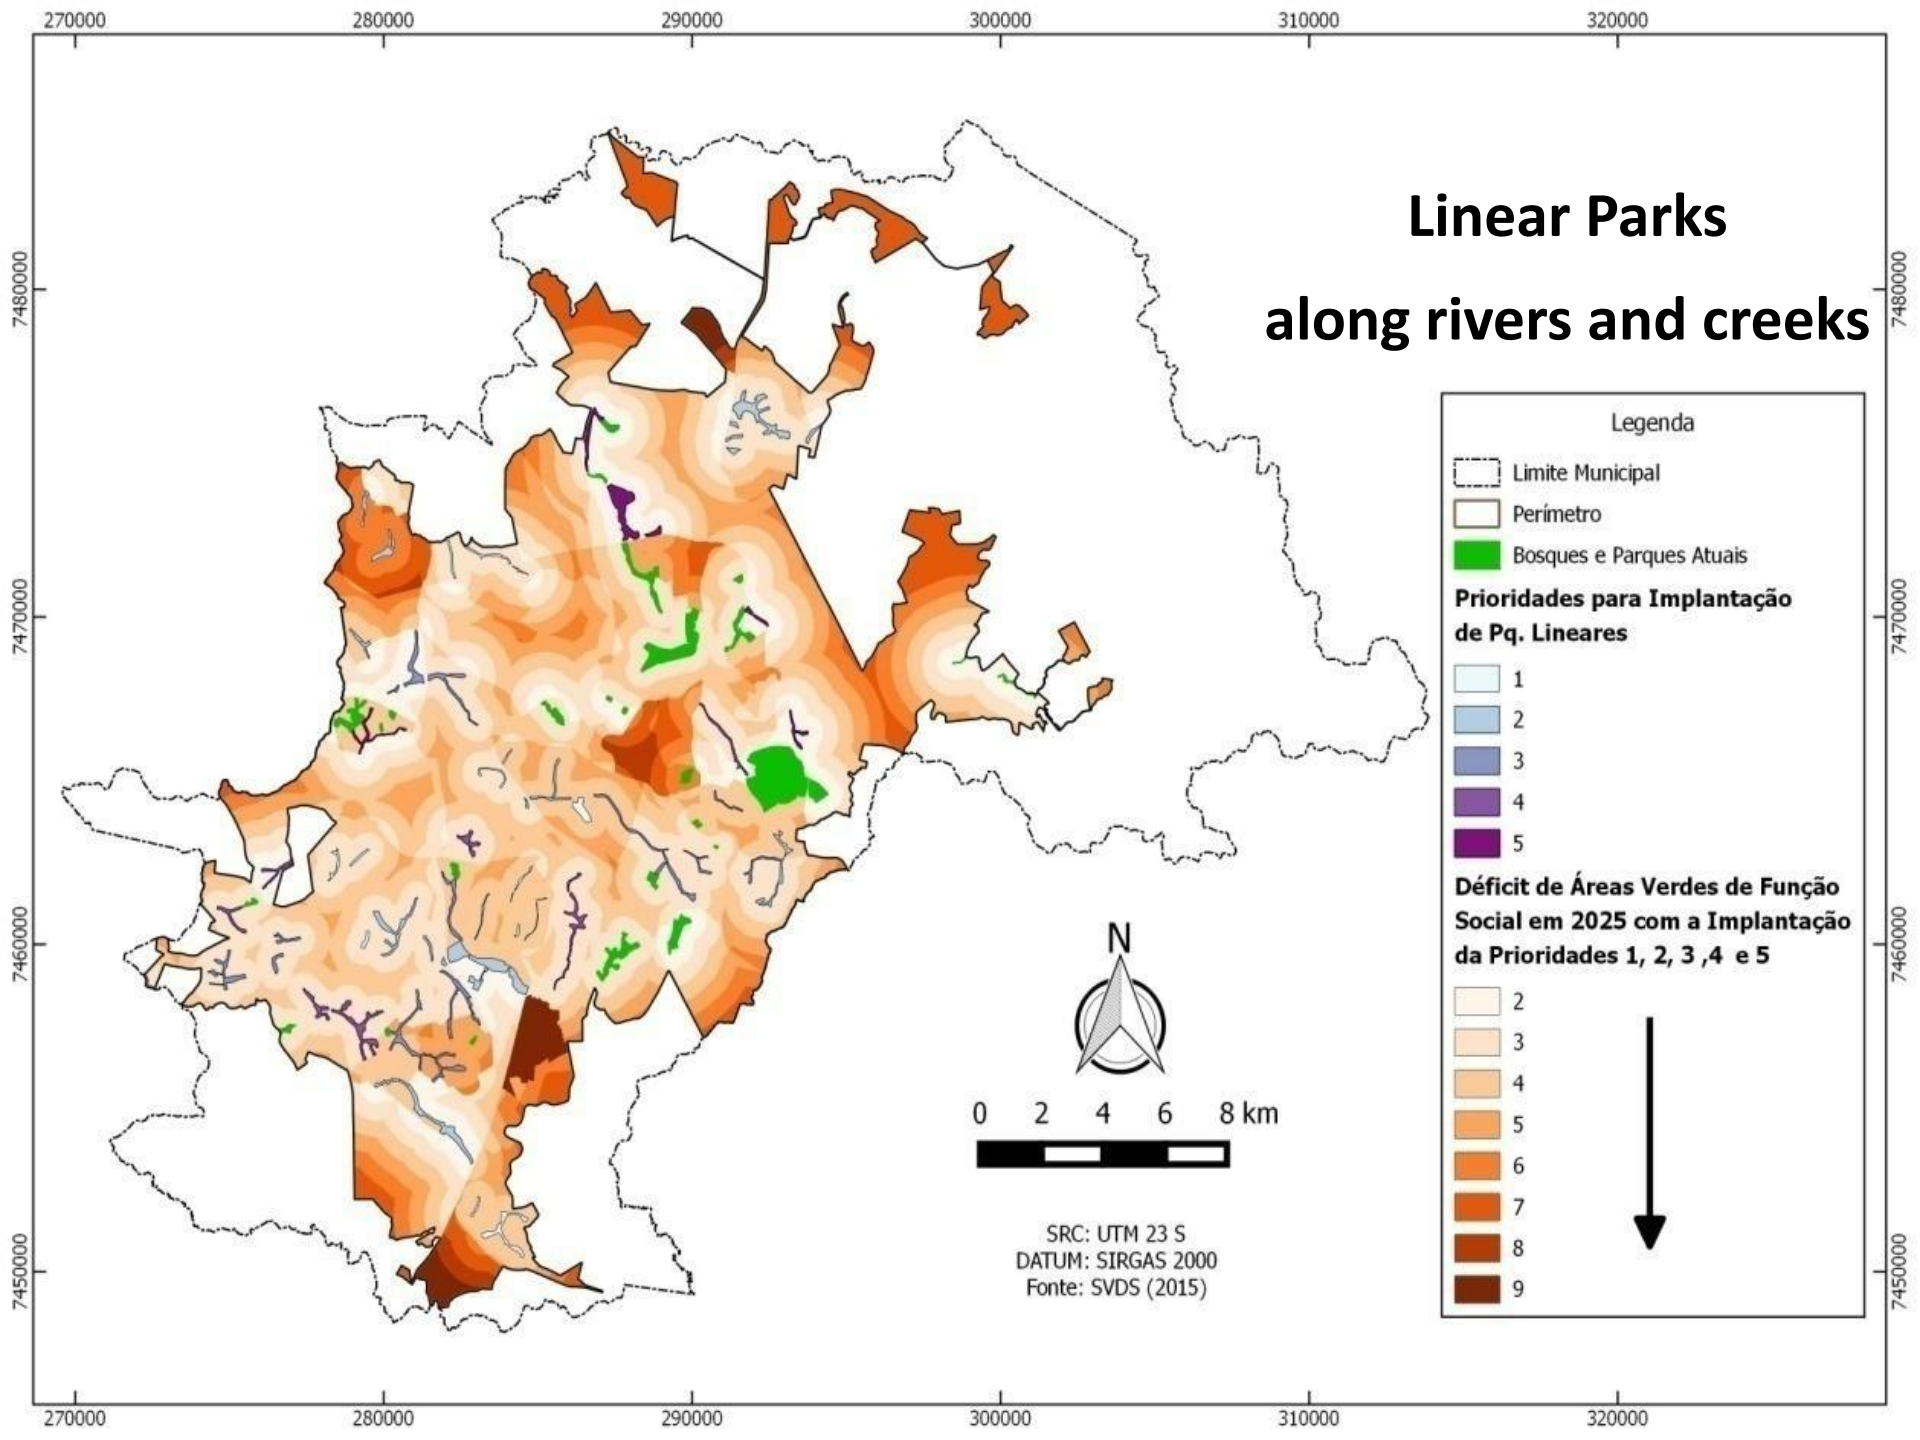 270000 280000 290000 300000 310000 320000
Linear Parks
along rivers and creeks
7480000 7480000
7470000 7470000
7460000 7460000
7450000 7450000
Legenda
Limite Municipal
Perímetro
Bosques e Parques Atuais
Prioridades para Implantação
de Pq. Lineares
1
2
3
4
5
Déficit de Áreas Verdes de Função
Social em 2025 com a Implantação
da Prioridades 1, 2, 3 ,4 e 5
2
3
4
5
6
7
8
9
N
0 2 4 6 8 km
SRC: UTM 23 S
DATUM: SIRGAS 2000
Fonte: SVDS (2015)
270000 280000 290000 300000 310000 320000